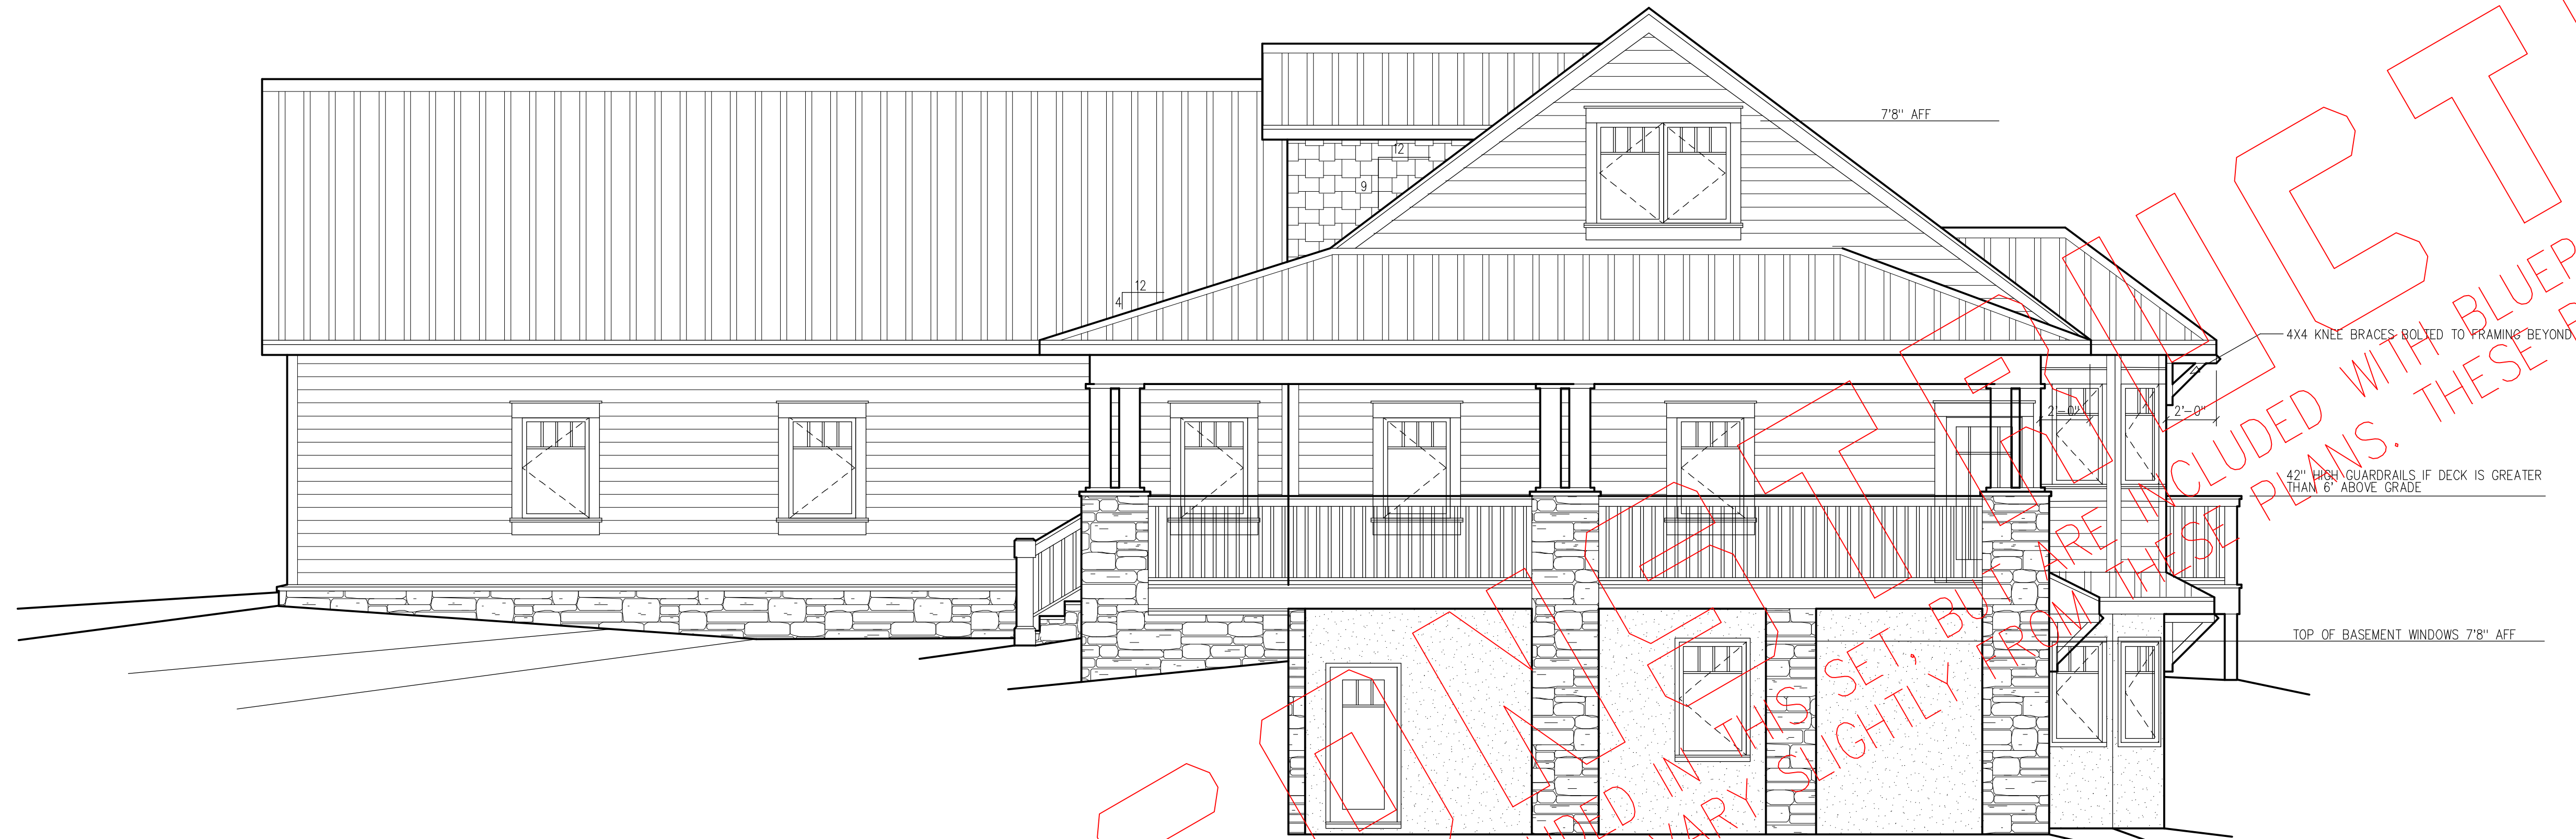 7'8" AFF
12
9
12
4
4X4 KNEE BRACES BOLTED TO FRAMING BEYOND
2'-0"
2'-0"
42" HIGH GUARDRAILS IF DECK IS GREATER
THAN 6' ABOVE GRADE
TOP OF BASEMENT WINDOWS 7'8" AFF
IN THIS SET, BUT ARE INCLUDED WITH
VARY SLIGHTLY FROM THESE PLANS. THESE